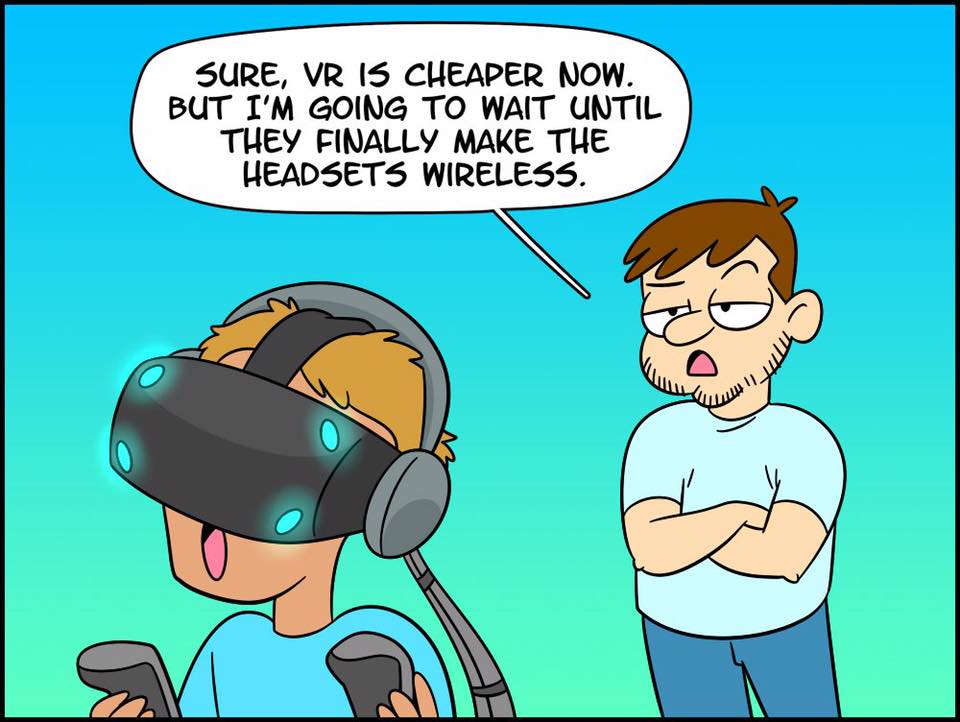 SURE, VR IS CHEAPER NOW.
BUT I'M GOING TO WAIT UNTIL
THEY FINALLY MAKE THE
HEADSETS WIRELESS.